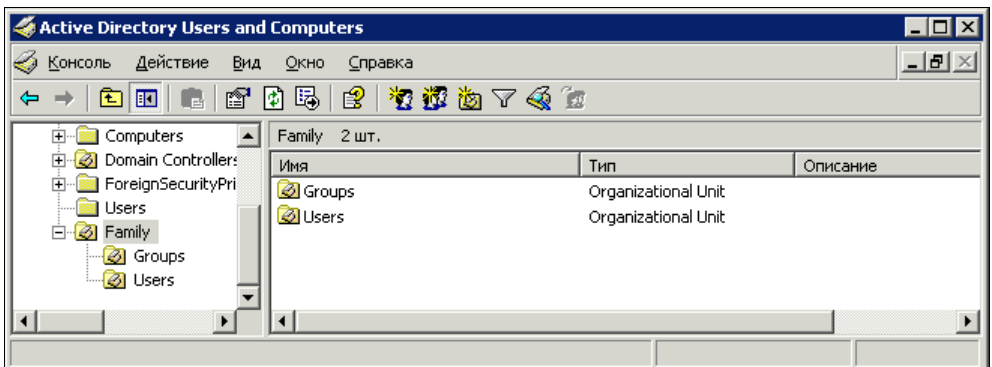 Active Directory Users and Computers
Консоль Действие Вид Окно Справка
Computers
Domain Controllers
ForeignSecurityPri
Users
Family
Groups
Users
Family 2 шт.
Имя Тип Описание
Groups Organizational Unit
Users Organizational Unit